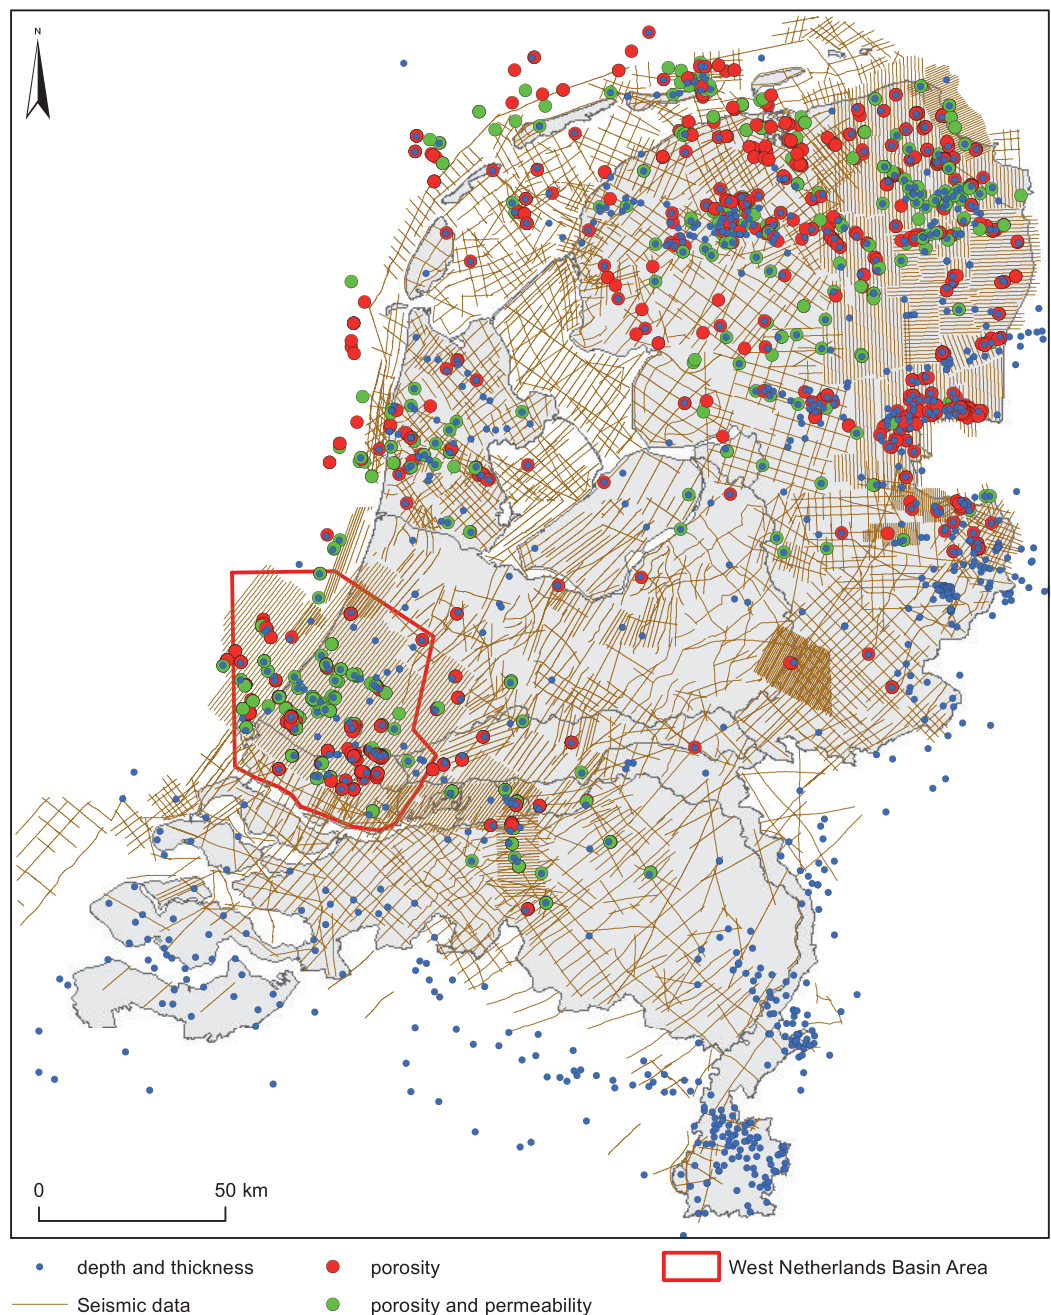 N
0 50 km
depth and thickness porosity West Netherlands Basin Area
Seismic data porosity and permeability